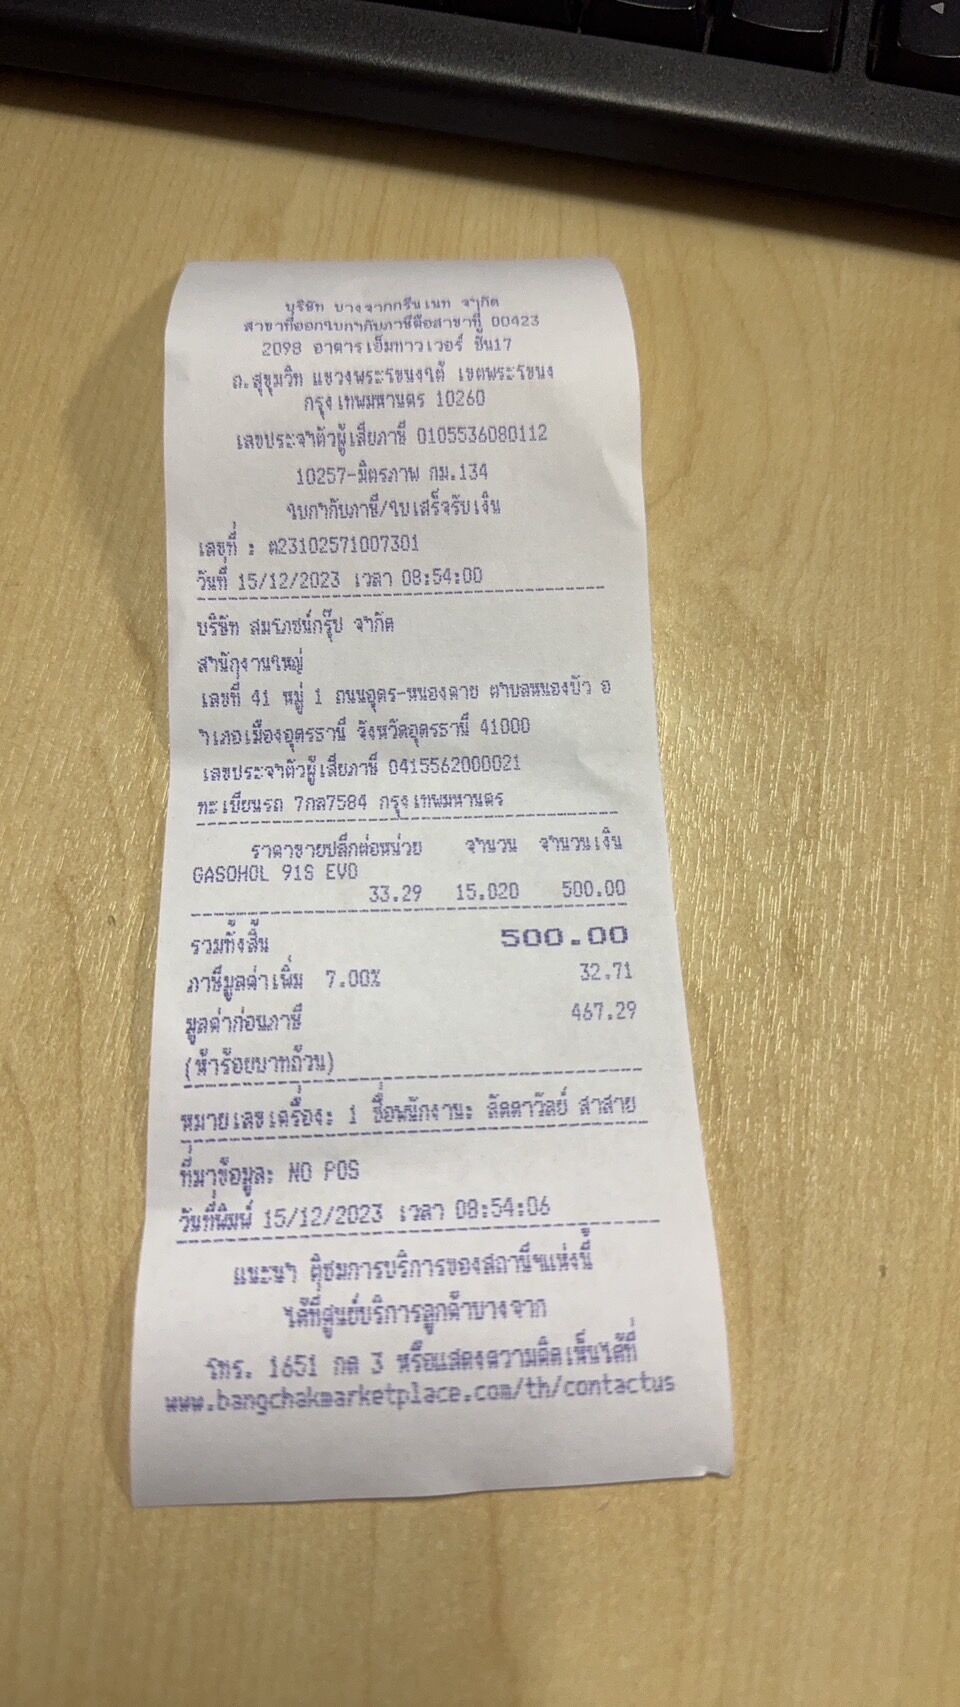 บริษัท บางจากกรีนเนท จำกัด
สาขาที่ออกใบกำกับภาษีคือสาขาที่ 00423
2098 อาคารเอ็มทาวเวอร์ ชั้น17
ถ.สุขุมวิท แขวงพระโขนงใต้ เขตพระโขนง
กรุงเทพมหานคร 10260
เลขประจำตัวผู้เสียภาษี 0105536080112
10257-มิตรภาพ กม.134
ใบกำกับภาษี/ใบเสร็จรับเงิน
เลขที่ : ต23102571007301
วันที่ 15/12/2023 เวลา 08:54:00
บริษัท สมโภชน์กรุ๊ป จำกัด
สำนักงานใหญ่
เลขที่ 41 หมู่ 1 ถนนอุดร-หนองคาย ตำบลหนองบัว อ
ำเภอเมืองอุดรธานี จังหวัดอุดรธานี 41000
เลขประจำตัวผู้เสียภาษี 0415562000021
ทะเบียนรถ 7กล7584 กรุงเทพมหานคร
ราคาขายปลีกต่อหน่วย จำนวน จำนวนเงิน
GASOHOL 91S EVO
33.29 15.020 500.00
รวมทั้งสิ้น 500.00
ภาษีมูลค่าเพิ่ม 7.00% 32.71
มูลค่าก่อนภาษี 467.29
(ห้าร้อยบาทถ้วน)
หมายเลขเครื่อง: 1 ชื่อพนักงาน: ลัดดาวัลย์ สาสาย
ที่มาข้อมูล: NO POS
วันที่พิมพ์ 15/12/2023 เวลา 08:54:06
แนะนำ ติชมการบริการของสถานีฯแห่งนี้
ได้ที่ศูนย์บริการลูกค้าบางจาก
โทร. 1651 กด 3 หรือแสดงความคิดเห็นได้ที่
www.bangchakmarketplace.com/th/contactus